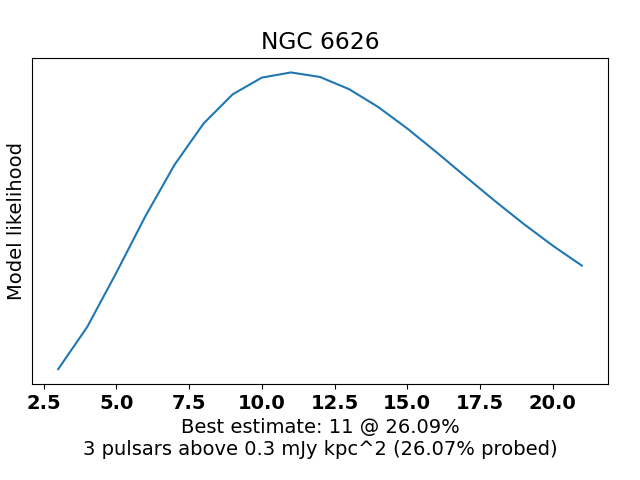 NGC 6626
Model likelihood
2.5 5.0 7.5 10.0 12.5 15.0 17.5 20.0
Best estimate: 11 @ 26.09%
3 pulsars above 0.3 mJy kpc^2 (26.07% probed)